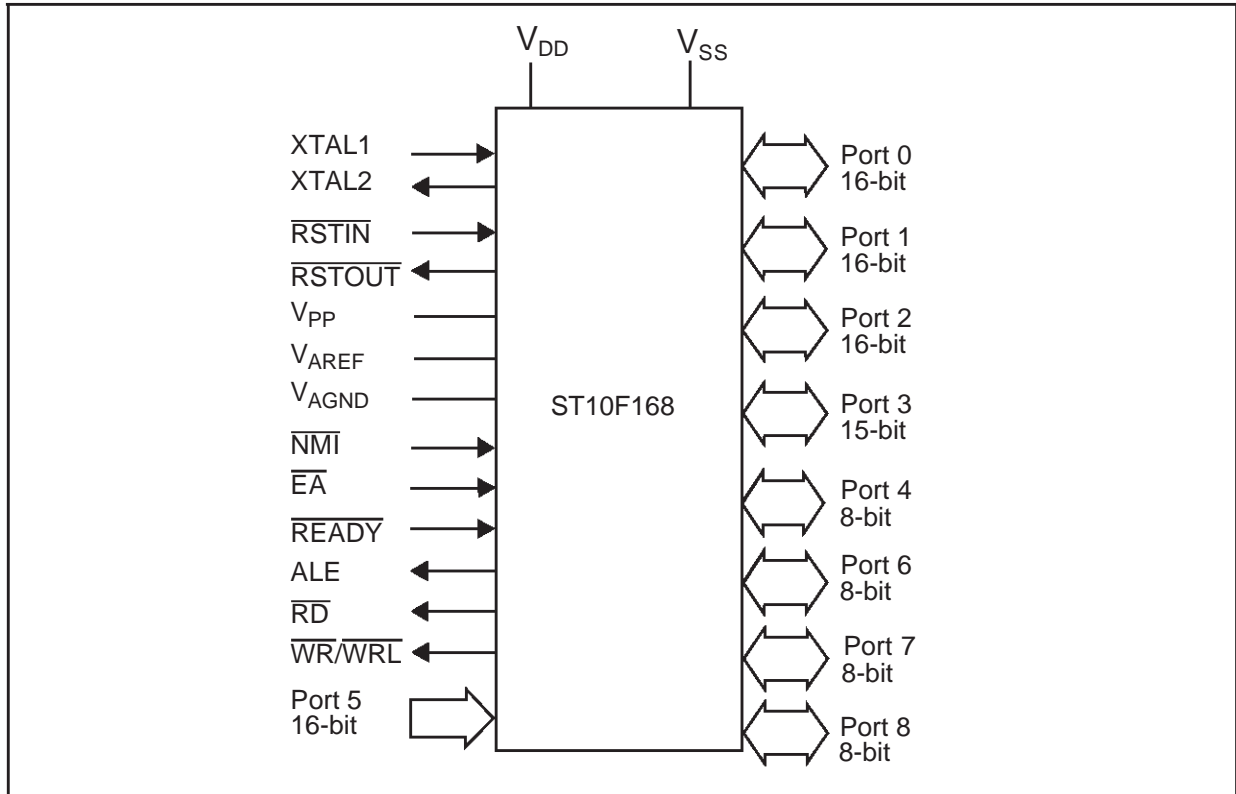 VDD
VSS
XTAL1
XTAL2
RSTIN
RSTOUT
VPP
VAREF
VAGND
NMI
EA
READY
ALE
RD
WR/WRL
Port 5
16-bit
ST10F168
Port 0
16-bit
Port 1
16-bit
Port 2
16-bit
Port 3
15-bit
Port 4
8-bit
Port 6
8-bit
Port 7
8-bit
Port 8
8-bit